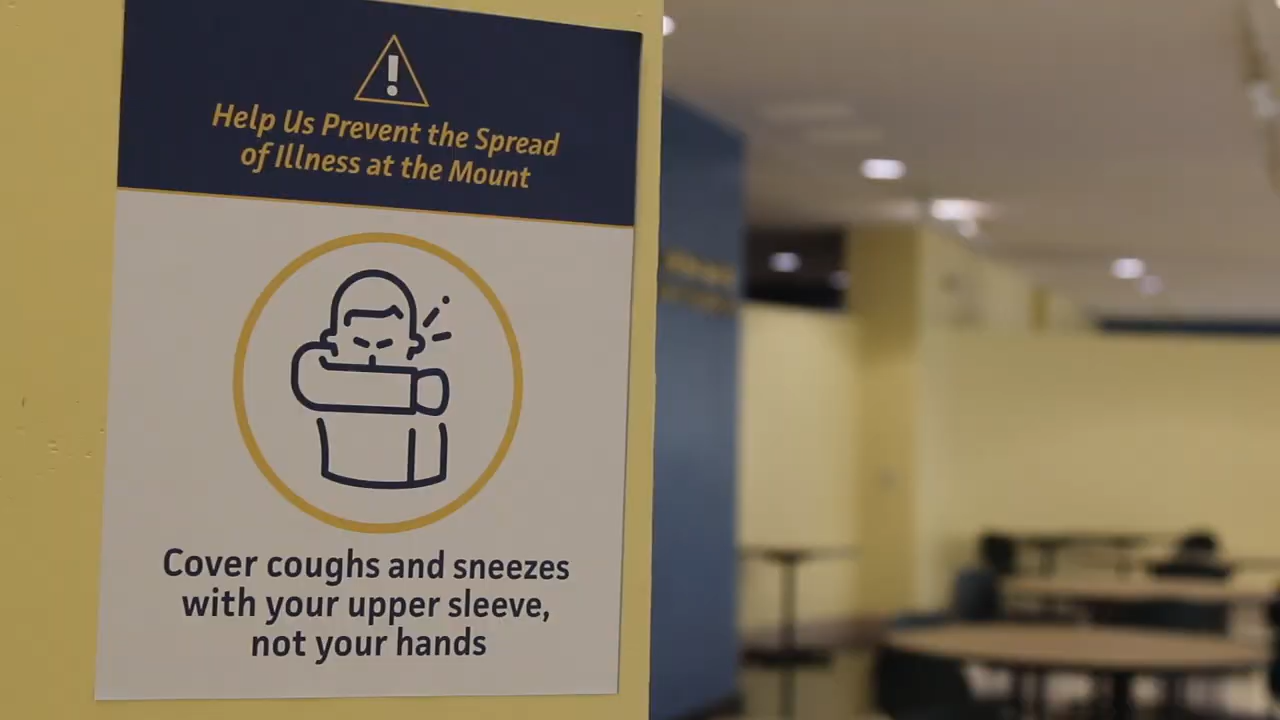 Help Us Prevent the Spread
of Illness at the Mount
Cover coughs and sneezes
with your upper sleeve,
not your hands